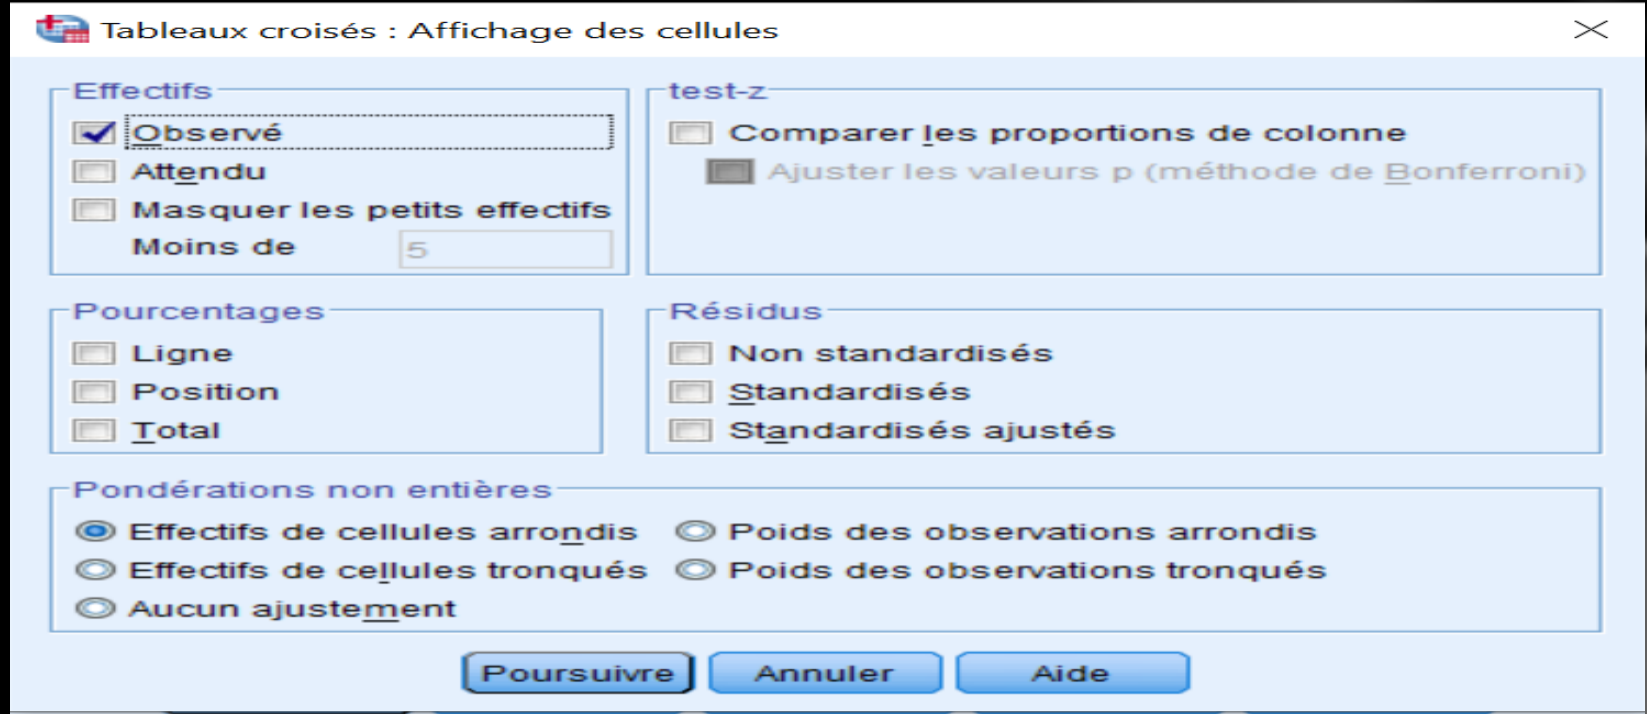 Tableaux croisés : Affichage des cellules
Effectifs
Observé
Attendu
Masquer les petits effectifs
Moins de 5
test-z
Comparer les proportions de colonne
Ajuster les valeurs p (méthode de Bonferroni)
Pourcentages
Ligne
Position
Total
Résidus
Non standardisés
Standardisés
Standardisés ajustés
Pondérations non entières
Effectifs de cellules arrondis
Poids des observations arrondis
Effectifs de cellules tronqués
Poids des observations tronqués
Aucun ajustement
Poursuivre
Annuler
Aide